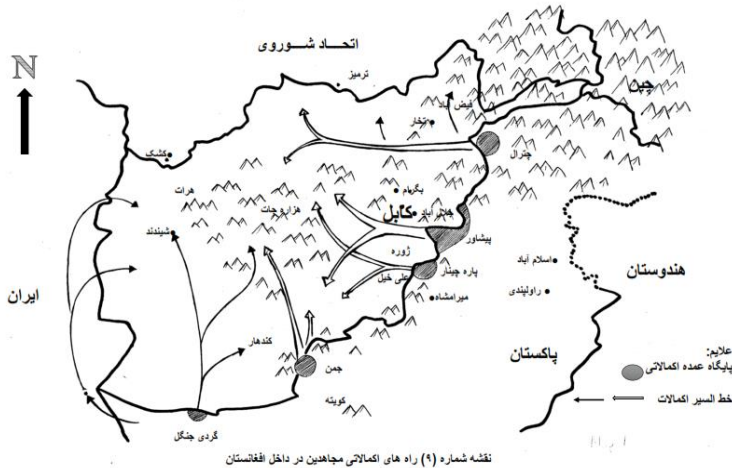 اتحـــاد شـــوروی
N
ترمیز
چین
فیض آباد
تخار
کشک
چترال
هرات
بگرام
هزاره جات
کابل
جلال آباد
شیندند
پیشاور
ژوره
اسلام آباد
هندوستان
ایران
علی خیل
پاره چینار
میرامشاه
راولپندی
کندهار
پاکستان
علایم:
پایگاه عمده اکمالاتی
چمن
خط السیر اکمالات
کویته
گردی جنگل
نقشه شماره (۹) راه های اکمالاتی مجاهدین در داخل افغانستان